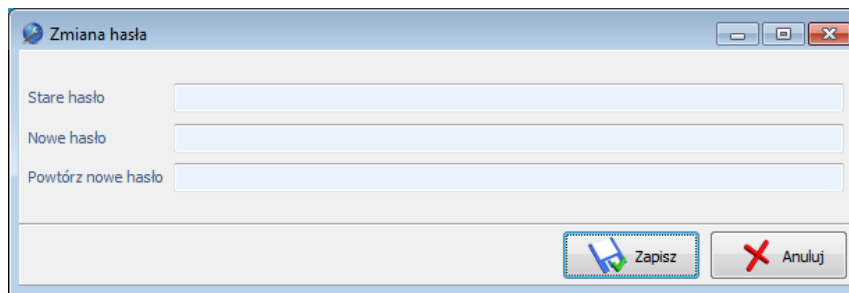 Zmiana hasła
Stare hasło
Nowe hasło
Powtórz nowe hasło
Zapisz
Anuluj